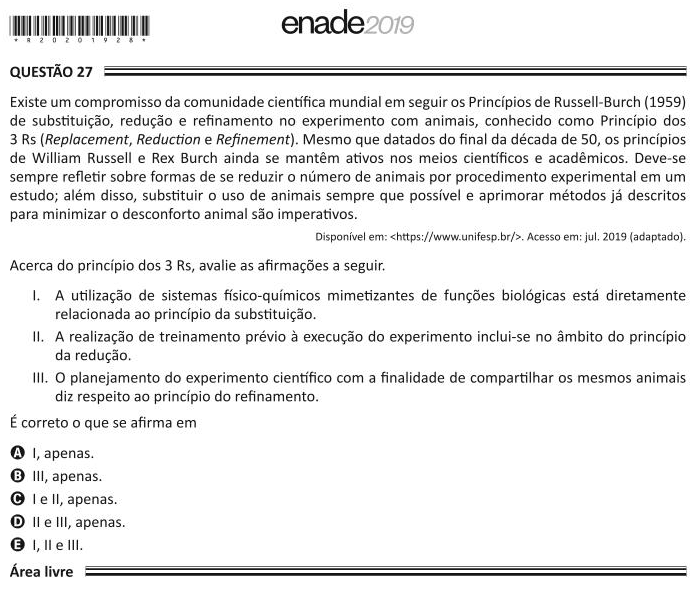 enade2019
* R 2 0 2 0 1 9 2 8 *
QUESTÃO 27
Existe um compromisso da comunidade científica mundial em seguir os Princípios de Russell-Burch (1959)
de substituição, redução e refinamento no experimento com animais, conhecido como Princípio dos
3 Rs (Replacement, Reduction e Refinement). Mesmo que datados do final da década de 50, os princípios
de William Russell e Rex Burch ainda se mantêm ativos nos meios científicos e acadêmicos. Deve-se
sempre refletir sobre formas de se reduzir o número de animais por procedimento experimental em um
estudo; além disso, substituir o uso de animais sempre que possível e aprimorar métodos já descritos
para minimizar o desconforto animal são imperativos.
Disponível em: <https://www.unifesp.br/>. Acesso em: jul. 2019 (adaptado).
Acerca do princípio dos 3 Rs, avalie as afirmações a seguir.
I. A utilização de sistemas físico-químicos mimetizantes de funções biológicas está diretamente
relacionada ao princípio da substituição.
II. A realização de treinamento prévio à execução do experimento inclui-se no âmbito do princípio
da redução.
III. O planejamento do experimento científico com a finalidade de compartilhar os mesmos animais
diz respeito ao princípio do refinamento.
É correto o que se afirma em
A I, apenas.
B III, apenas.
C I e II, apenas.
D II e III, apenas.
E I, II e III.
Área livre